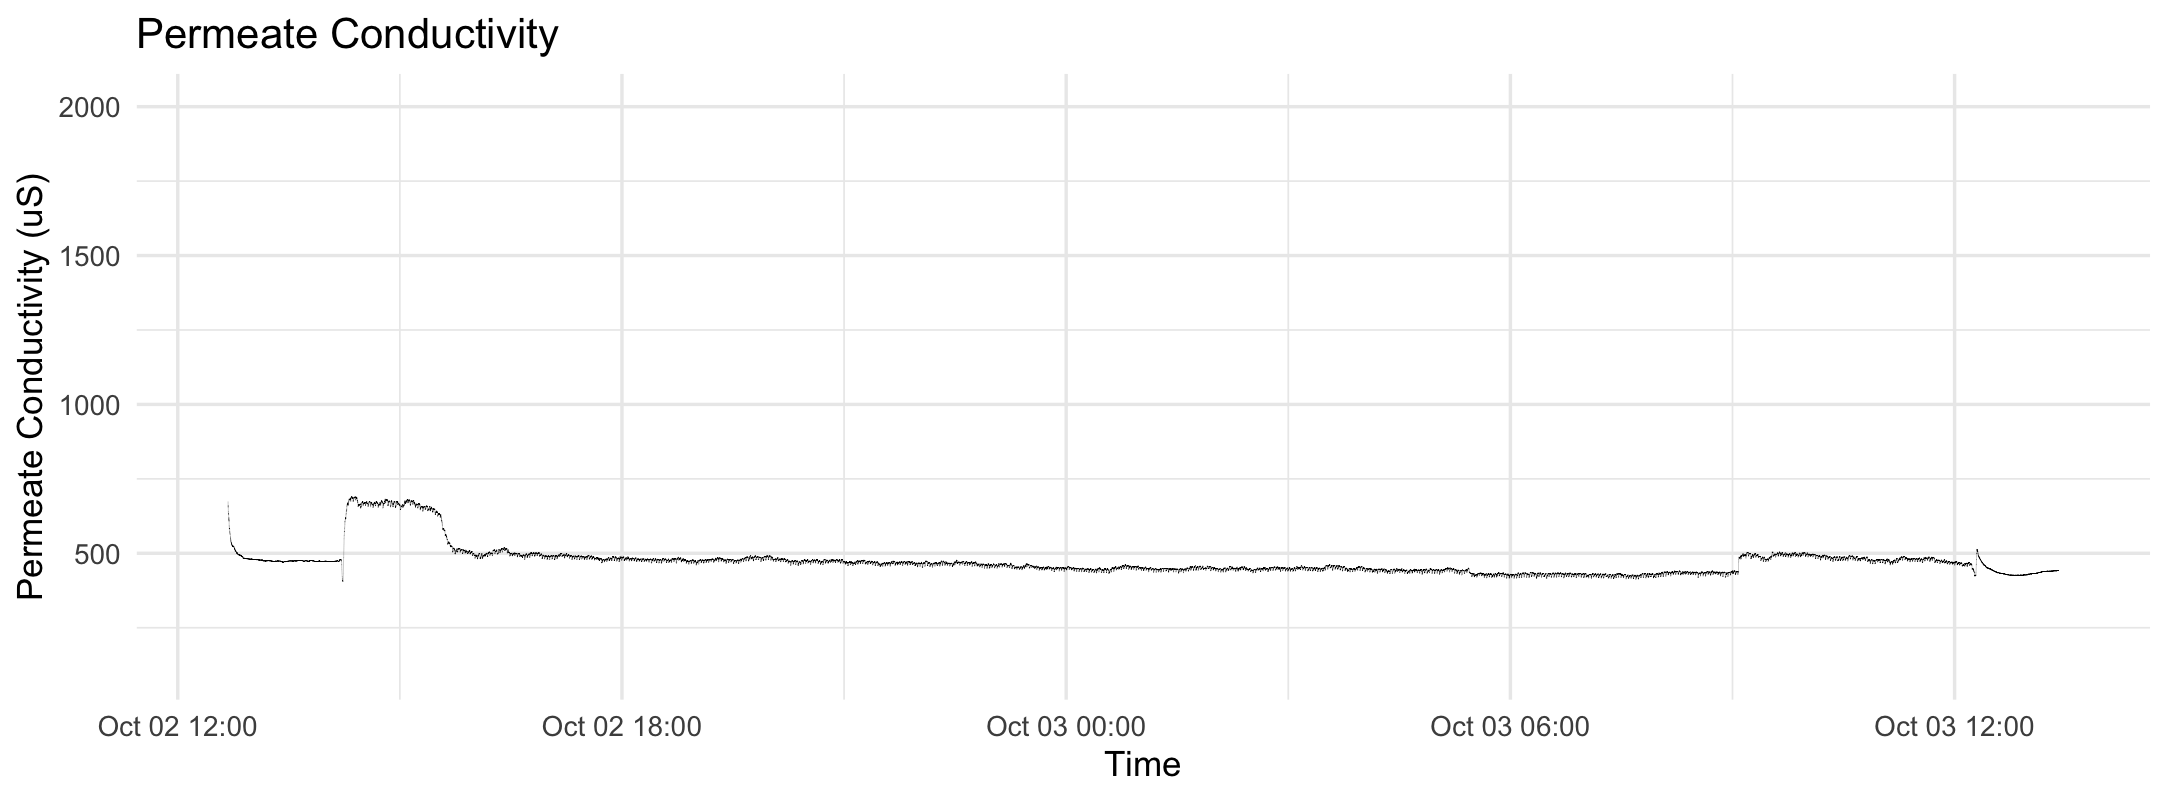 Permeate Conductivity
Permeate Conductivity (uS)
2000
1500
1000
500
Oct 02 12:00
Oct 02 18:00
Oct 03 00:00
Oct 03 06:00
Oct 03 12:00
Time